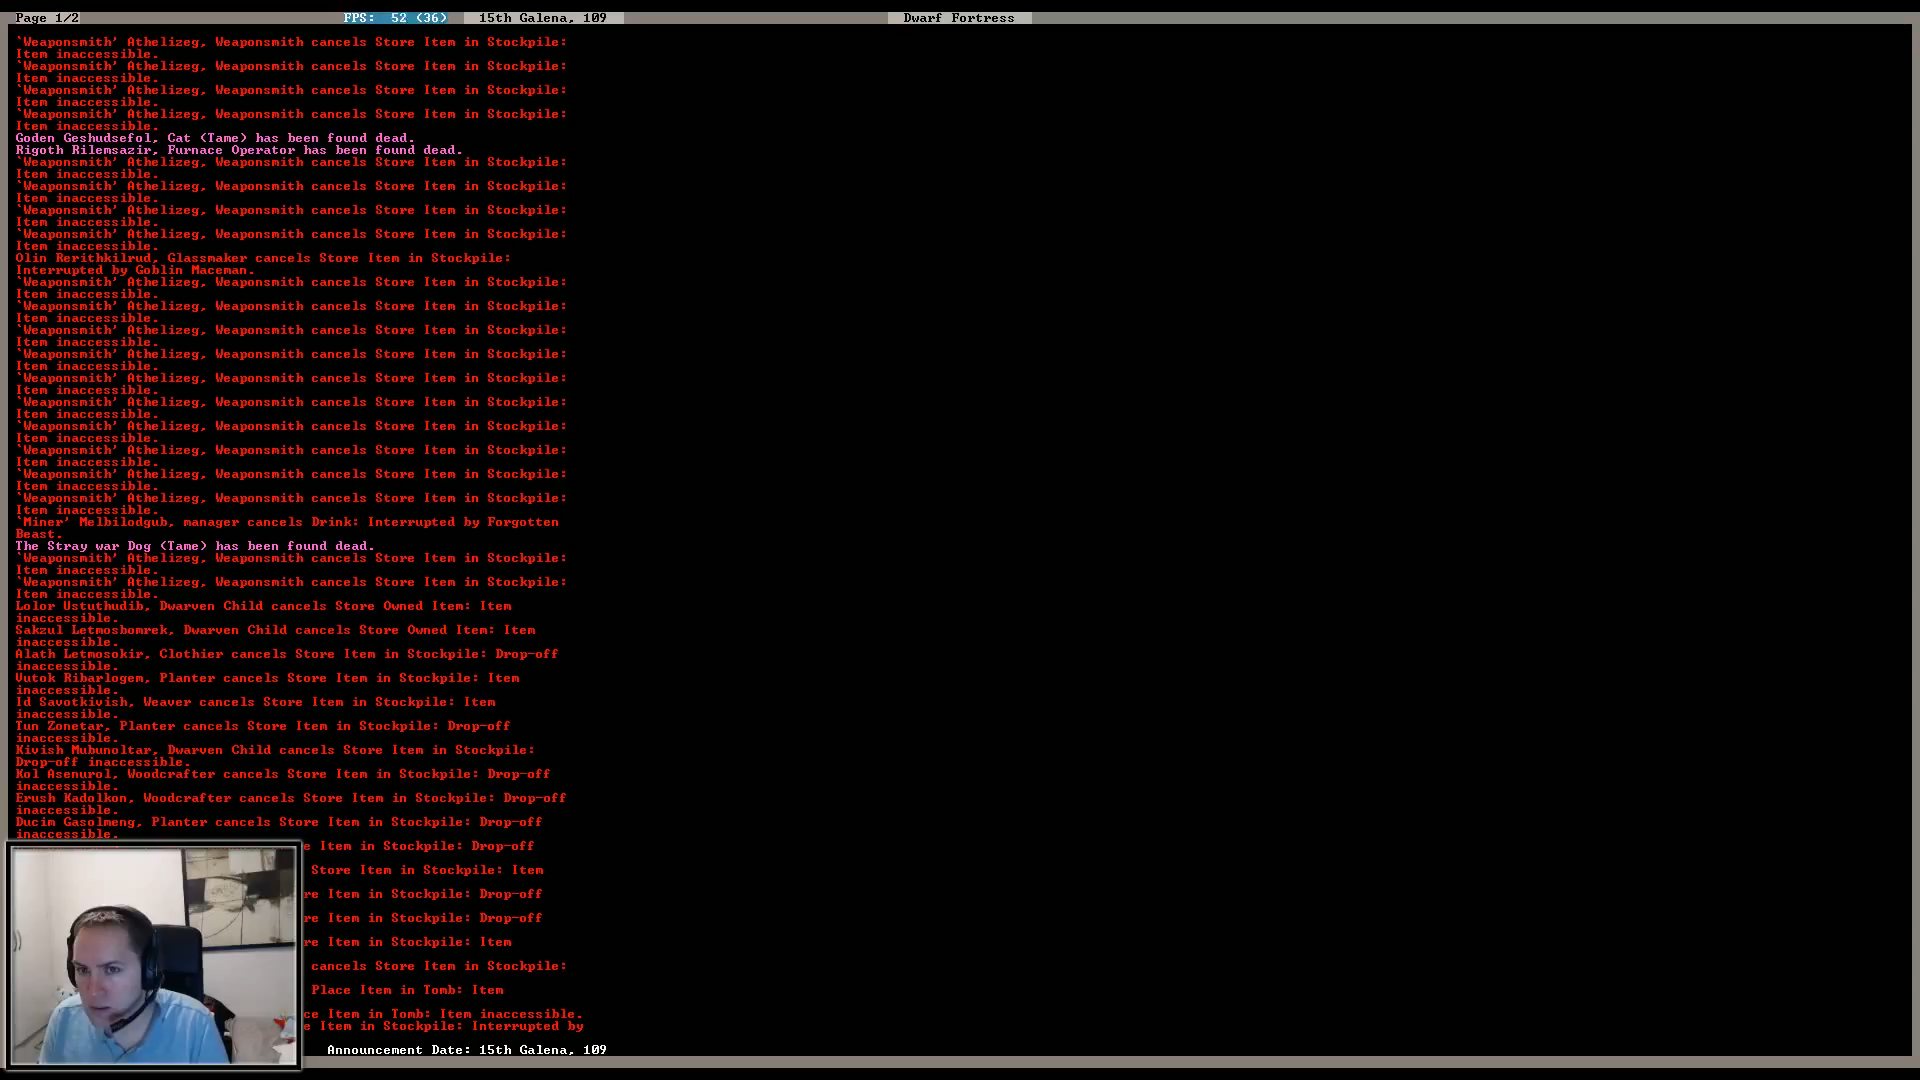 Page 1/2 FPS: 52 (36) 15th Galena, 109 Dwarf Fortress
`Weaponsmith' Athelizeg, Weaponsmith cancels Store Item in Stockpile:
Item inaccessible.
`Weaponsmith' Athelizeg, Weaponsmith cancels Store Item in Stockpile:
Item inaccessible.
`Weaponsmith' Athelizeg, Weaponsmith cancels Store Item in Stockpile:
Item inaccessible.
`Weaponsmith' Athelizeg, Weaponsmith cancels Store Item in Stockpile:
Item inaccessible.
Goden Geshudsefol, Cat (Tame) has been found dead.
Rigoth Rilemsazir, Furnace Operator has been found dead.
`Weaponsmith' Athelizeg, Weaponsmith cancels Store Item in Stockpile:
Item inaccessible.
`Weaponsmith' Athelizeg, Weaponsmith cancels Store Item in Stockpile:
Item inaccessible.
`Weaponsmith' Athelizeg, Weaponsmith cancels Store Item in Stockpile:
Item inaccessible.
`Weaponsmith' Athelizeg, Weaponsmith cancels Store Item in Stockpile:
Item inaccessible.
Olin Rerithkilrud, Glassmaker cancels Store Item in Stockpile:
Interrupted by Goblin Maceman.
`Weaponsmith' Athelizeg, Weaponsmith cancels Store Item in Stockpile:
Item inaccessible.
`Weaponsmith' Athelizeg, Weaponsmith cancels Store Item in Stockpile:
Item inaccessible.
`Weaponsmith' Athelizeg, Weaponsmith cancels Store Item in Stockpile:
Item inaccessible.
`Weaponsmith' Athelizeg, Weaponsmith cancels Store Item in Stockpile:
Item inaccessible.
`Weaponsmith' Athelizeg, Weaponsmith cancels Store Item in Stockpile:
Item inaccessible.
`Weaponsmith' Athelizeg, Weaponsmith cancels Store Item in Stockpile:
Item inaccessible.
`Weaponsmith' Athelizeg, Weaponsmith cancels Store Item in Stockpile:
Item inaccessible.
`Weaponsmith' Athelizeg, Weaponsmith cancels Store Item in Stockpile:
Item inaccessible.
`Weaponsmith' Athelizeg, Weaponsmith cancels Store Item in Stockpile:
Item inaccessible.
`Weaponsmith' Athelizeg, Weaponsmith cancels Store Item in Stockpile:
Item inaccessible.
`Miner' Melbilodgub, manager cancels Drink: Interrupted by Forgotten
Beast.
The Stray war Dog (Tame) has been found dead.
`Weaponsmith' Athelizeg, Weaponsmith cancels Store Item in Stockpile:
Item inaccessible.
`Weaponsmith' Athelizeg, Weaponsmith cancels Store Item in Stockpile:
Item inaccessible.
Lolor Ustuthudib, Dwarven Child cancels Store Owned Item: Item
inaccessible.
Sakzul Letmosbomrek, Dwarven Child cancels Store Owned Item: Item
inaccessible.
Alath Letmosokir, Clothier cancels Store Item in Stockpile: Drop-off
inaccessible.
Vutok Ribarlogem, Planter cancels Store Item in Stockpile: Item
inaccessible.
Id Savotkivish, Weaver cancels Store Item in Stockpile: Item
inaccessible.
Tun Zonetar, Planter cancels Store Item in Stockpile: Drop-off
inaccessible.
Kivish Mubunoltar, Dwarven Child cancels Store Item in Stockpile:
Drop-off inaccessible.
Kol Asenurol, Woodcrafter cancels Store Item in Stockpile: Drop-off
inaccessible.
Erush Kadolkon, Woodcrafter cancels Store Item in Stockpile: Drop-off
inaccessible.
Ducim Gasolmeng, Planter cancels Store Item in Stockpile: Drop-off
inaccessible.
e Item in Stockpile: Drop-off
Store Item in Stockpile: Item
re Item in Stockpile: Drop-off
re Item in Stockpile: Drop-off
re Item in Stockpile: Item
cancels Store Item in Stockpile:
Place Item in Tomb: Item
ce Item in Tomb: Item inaccessible.
e Item in Stockpile: Interrupted by
Announcement Date: 15th Galena, 109